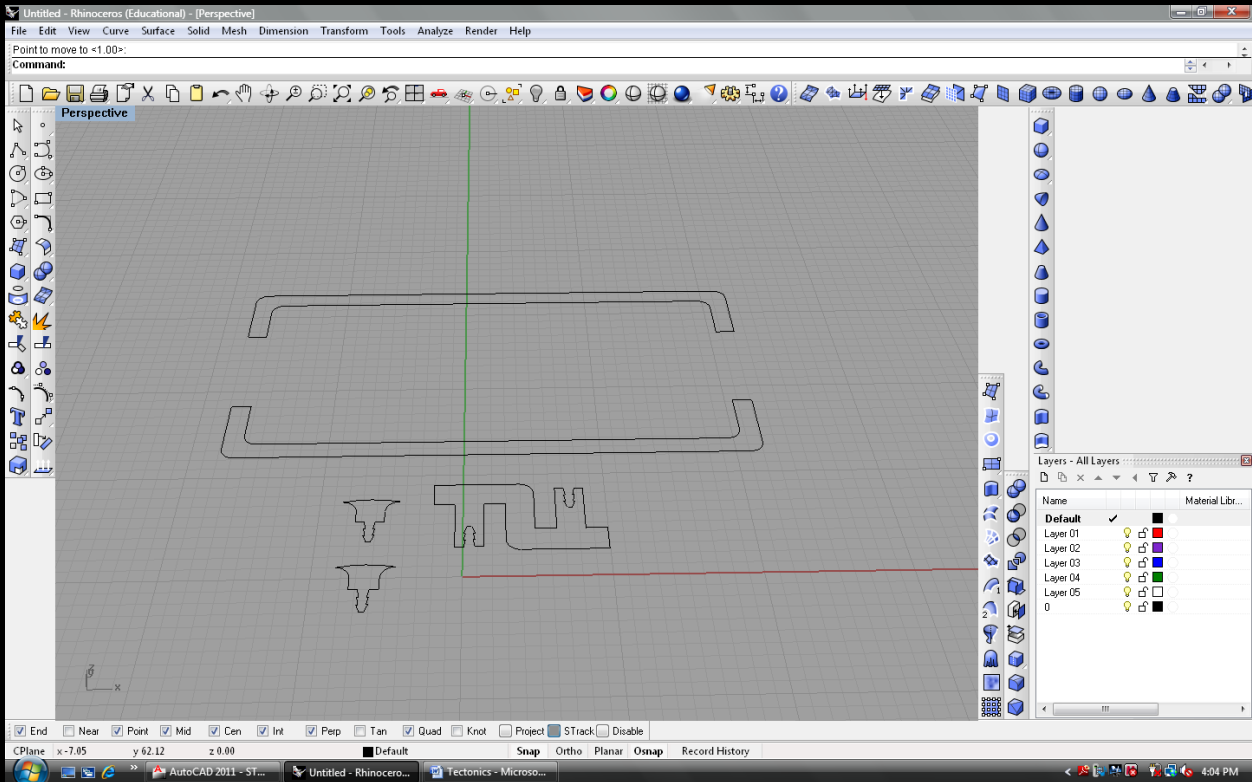 Untitled - Rhinoceros (Educational) - [Perspective]
File Edit View Curve Surface Solid Mesh Dimension Transform Tools Analyze Render Help
Point to move to <1.00>:
Command:
Perspective
Layers - All Layers
Name Material Libr...
Default
Layer 01
Layer 02
Layer 03
Layer 04
Layer 05
0
x
End Near Point Mid Cen Int Perp Tan Quad Knot Project STrack Disable
CPlane x -7.05 y 62.12 z 0.00 Default Snap Ortho Planar Osnap Record History
AutoCAD 2011 - ST... Untitled - Rhinocero... Tectonics - Microso... 4:04 PM